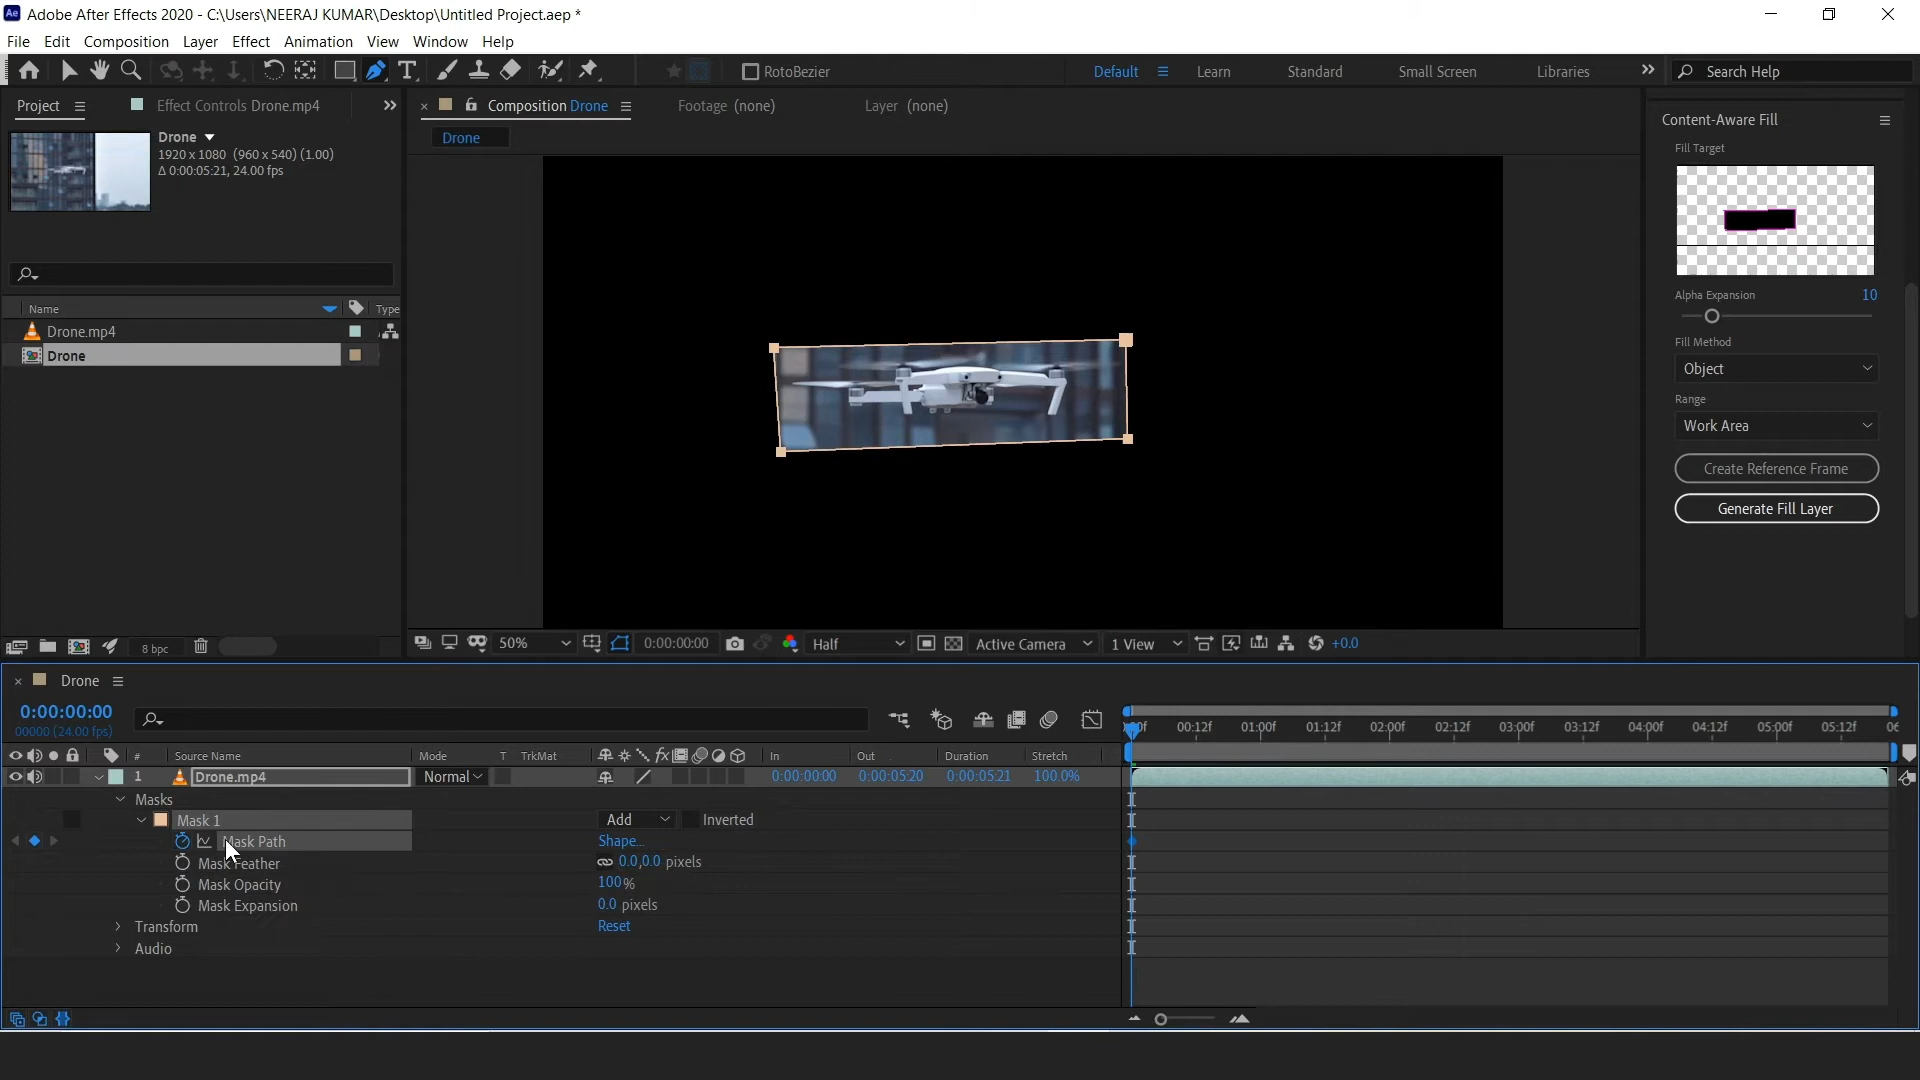 Ae Adobe After Effects 2020 - C:\Users\NEERAJ KUMAR\Desktop\Untitled Project.aep *
File Edit Composition Layer Effect Animation View Window Help
RotoBezier Default Learn Standard Small Screen Libraries Search Help
Project Effect Controls Drone.mp4 Composition Drone Footage (none) Layer (none) Content-Aware Fill
Drone
1920 x 1080 (960 x 540) (1.00)
Δ 0:00:05:21, 24.00 fps
Drone
Fill Target
Name Type
Drone.mp4
Drone
Alpha Expansion 10
Fill Method
Object
Range
Work Area
Create Reference Frame
Generate Fill Layer
8 bpc 50% 0:00:00:00 Half Active Camera 1 View +0.0
Drone
0:00:00:00
00000 (24.00 fps)
00:12f 01:00f 01:12f 02:00f 02:12f 03:00f 03:12f 04:00f 04:12f 05:00f 05:12f
# Source Name Mode T TrkMat In Out Duration Stretch
1 Drone.mp4 Normal 0:00:00:00 0:00:05:20 0:00:05:21 100.0%
Masks
Mask 1 Add Inverted
Mask Path Shape...
Mask Feather 0.0,0.0 pixels
Mask Opacity 100%
Mask Expansion 0.0 pixels
Transform Reset
Audio